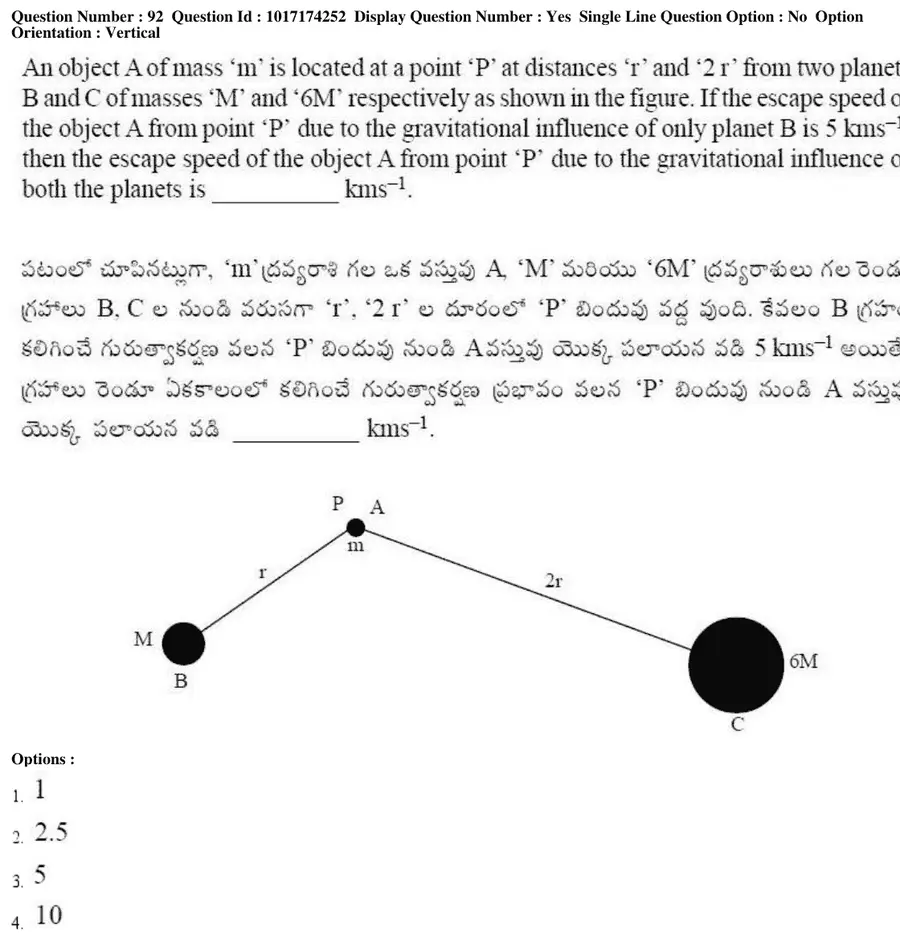 Question Number : 92 Question Id : 1017174252 Display Question Number : Yes Single Line Question Option : No Option
Orientation : Vertical
An object A of mass ‘m’ is located at a point ‘P’ at distances ‘r’ and ‘2 r’ from two planet
B and C of masses ‘M’ and ‘6M’ respectively as shown in the figure. If the escape speed o
the object A from point ‘P’ due to the gravitational influence of only planet B is 5 kms⁻¹
then the escape speed of the object A from point ‘P’ due to the gravitational influence o
both the planets is __________ kms⁻¹.
పటంలో చూపినట్లుగా, ‘m’ ద్రవ్యరాశి గల ఒక వస్తువు A, ‘M’ మరియు ‘6M’ ద్రవ్యరాశులు గల రెండ
గ్రహాలు B, C ల నుండి వరుసగా ‘r’, ‘2 r’ ల దూరంలో ‘P’ బిందువు వద్ద వుంది. కేవలం B గ్రహం
కలిగించే గురుత్వాకర్షణ వలన ‘P’ బిందువు నుండి A వస్తువు యొక్క పలాయన వడి 5 kms⁻¹ అయితే
గ్రహాలు రెండూ ఏకకాలంలో కలిగించే గురుత్వాకర్షణ ప్రభావం వలన ‘P’ బిందువు నుండి A వస్తువు
యొక్క పలాయన వడి __________ kms⁻¹.
P A
m
r
2r
M
B
6M
C
Options :
1. 1
2. 2.5
3. 5
4. 10